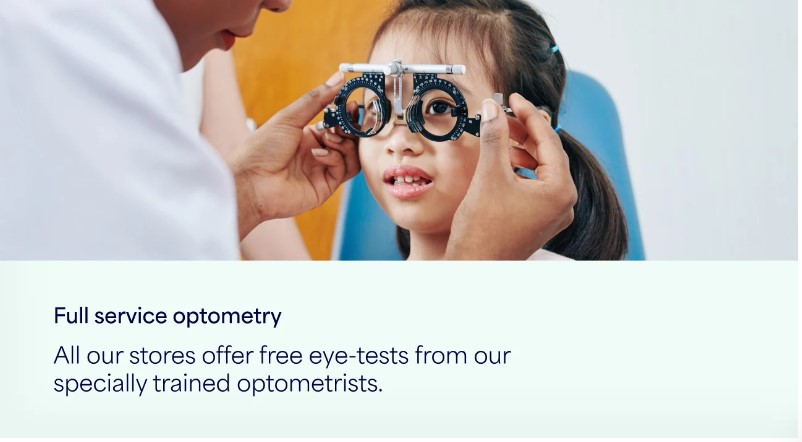 Full service optometry
All our stores offer free eye-tests from our
specially trained optometrists.